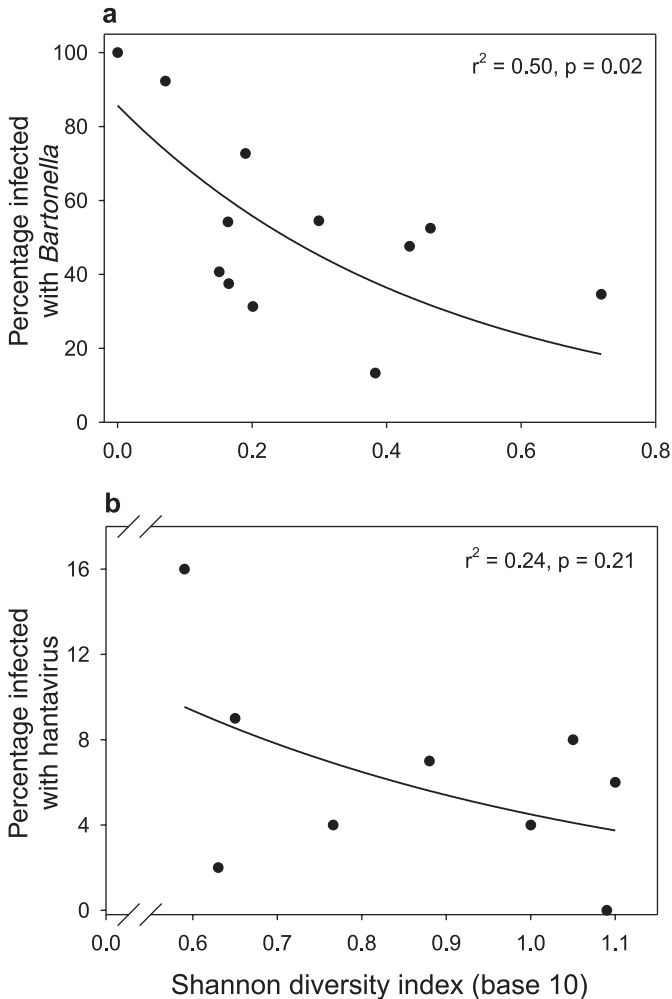 a
r² = 0.50, p = 0.02
100
80
60
40
20
0
Percentage infected
with Bartonella
0.0 0.2 0.4 0.6 0.8
b
r² = 0.24, p = 0.21
16
12
8
4
0
Percentage infected
with hantavirus
0.0 0.6 0.7 0.8 0.9 1.0 1.1
Shannon diversity index (base 10)